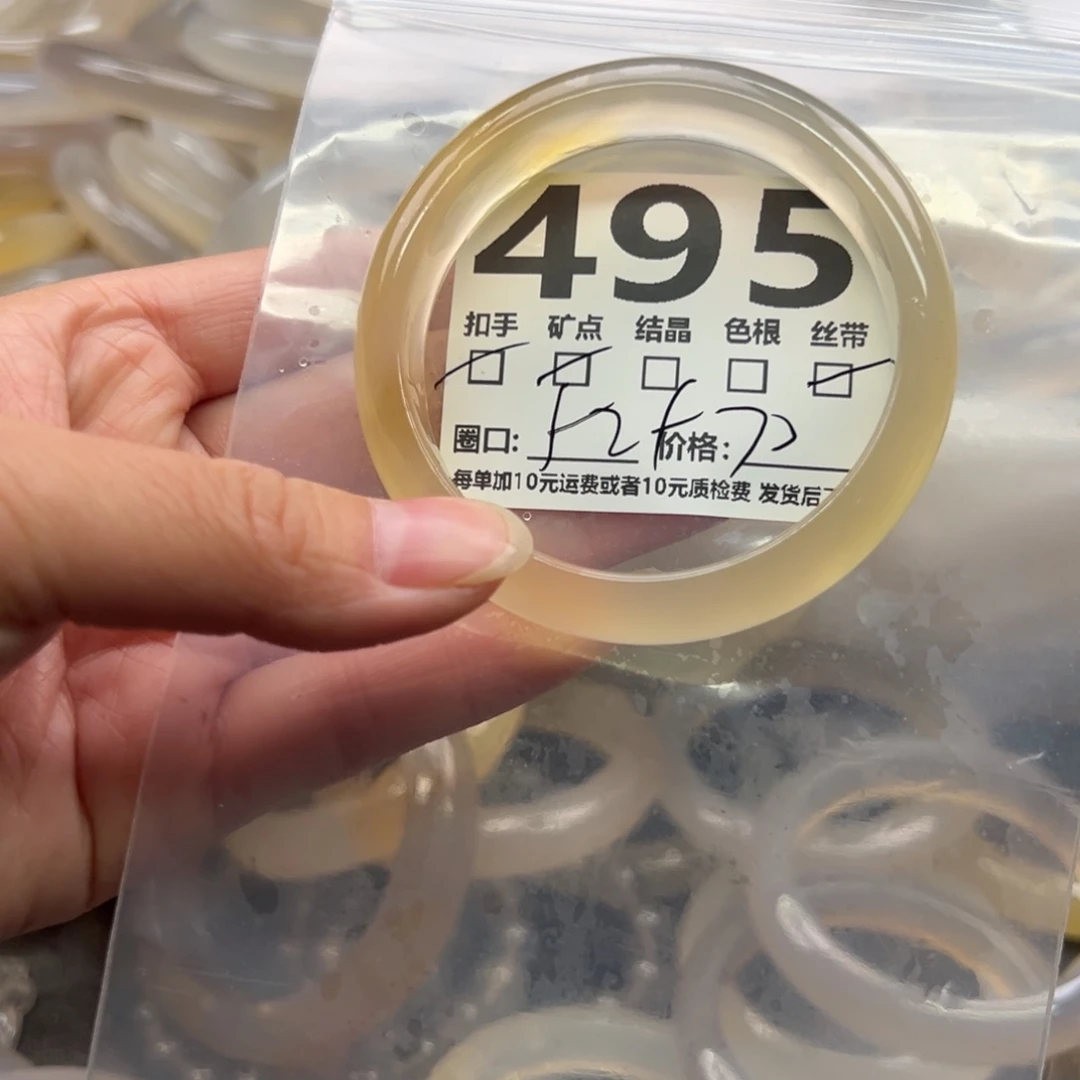 495
扣手 矿点 结晶 色根 丝带
圈口: 价格:
每单加10元运费或者10元质检费 发货后